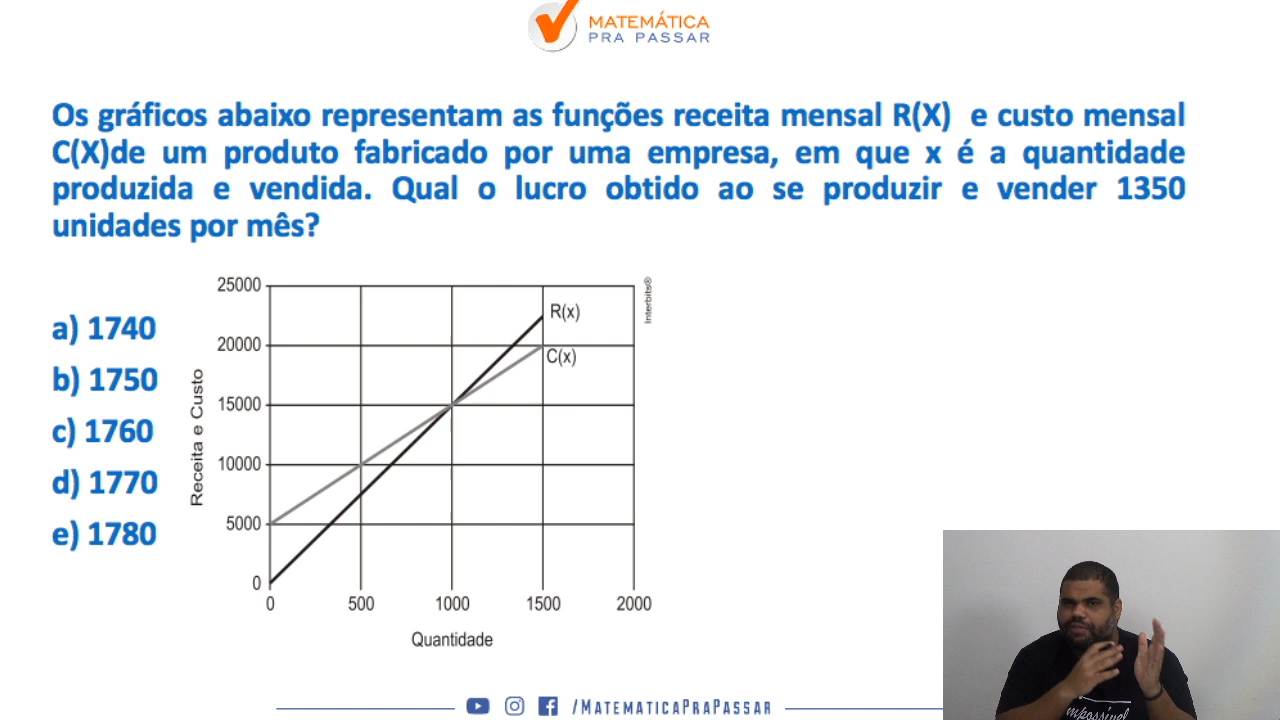 MATEMÁTICA
PRA PASSAR
Os gráficos abaixo representam as funções receita mensal R(X) e custo mensal
C(X)de um produto fabricado por uma empresa, em que x é a quantidade
produzida e vendida. Qual o lucro obtido ao se produzir e vender 1350
unidades por mês?
a) 1740
b) 1750
c) 1760
d) 1770
e) 1780
Receita e Custo
25000
20000
15000
10000
5000
0
R(x)
C(x)
Interbits®
0 500 1000 1500 2000
Quantidade
/MATEMATICAPRAPASSAR
mpossível